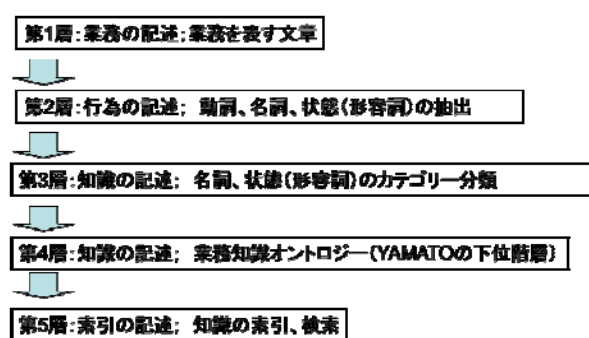 第1層:業務の記述;業務を表す文章
第2層:行為の記述; 動詞、名詞、状態(形容詞)の抽出
第3層:知識の記述; 名詞、状態(形容詞)のカテゴリー分類
第4層:知識の記述; 業務知識オントロジー(YAMATOの下位階層)
第5層:索引の記述; 知識の索引、検索